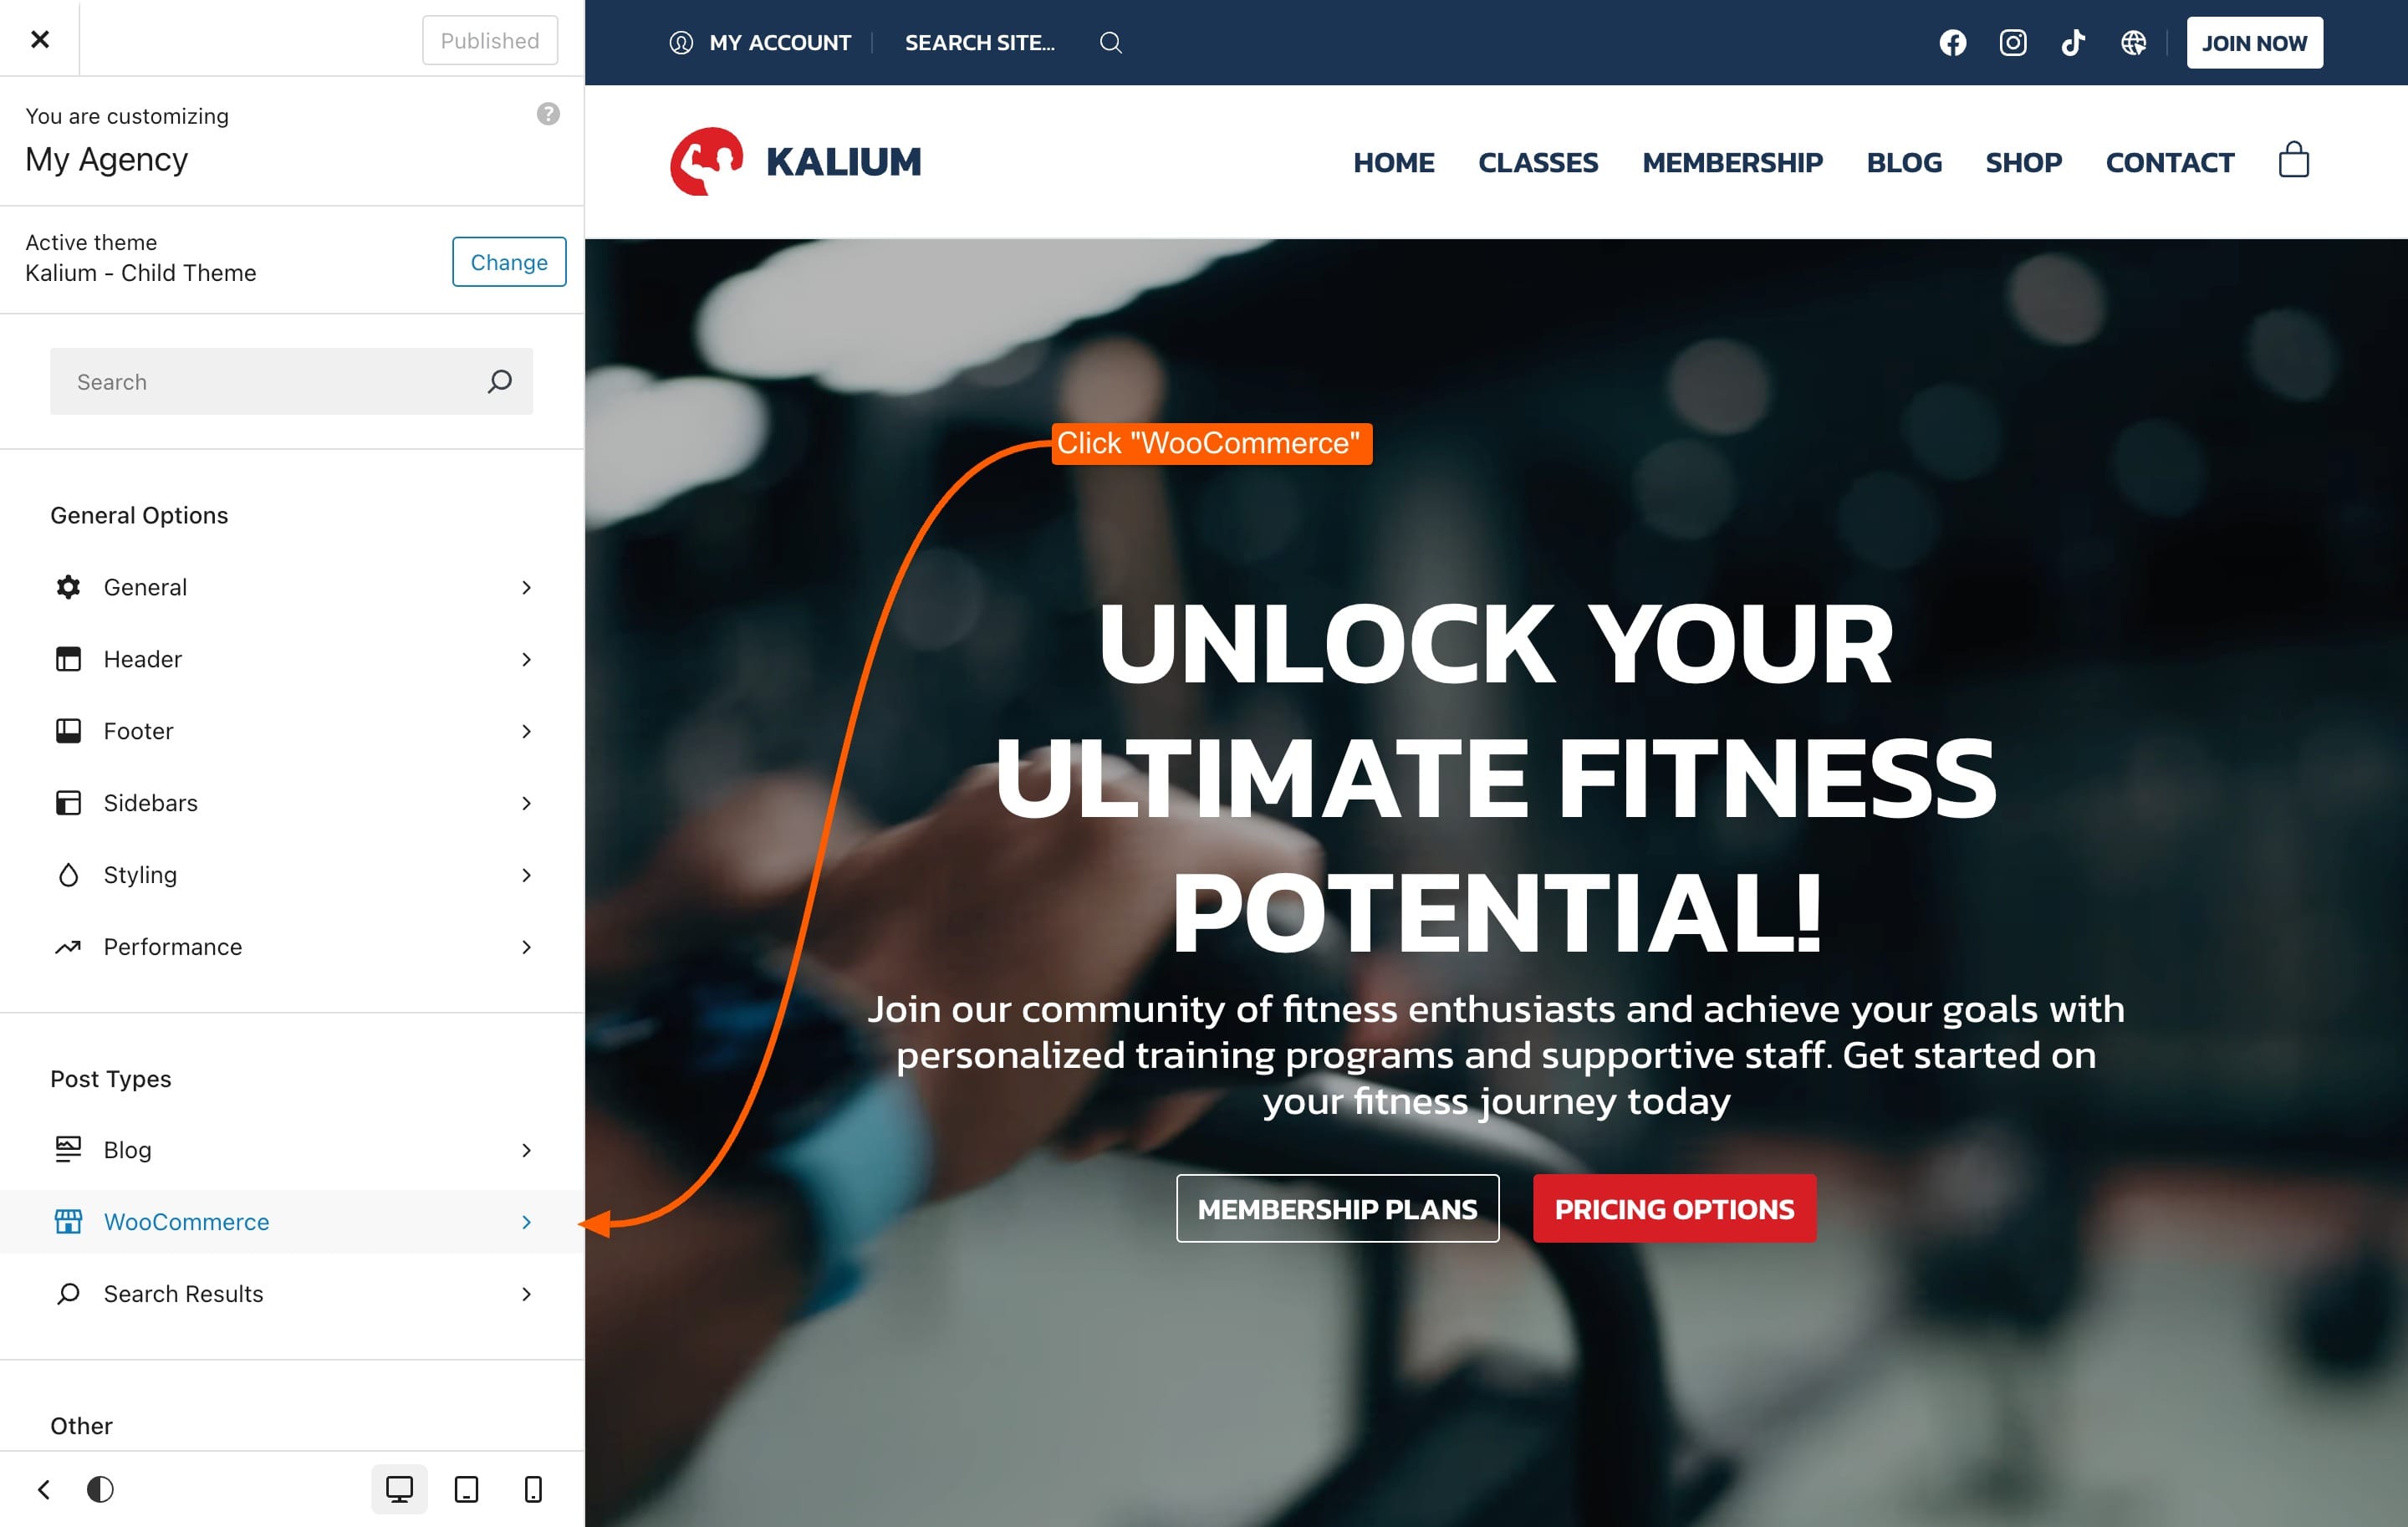 Published
You are customizing
My Agency
Active theme
Kalium - Child Theme
Change
Search
General Options
General
Header
Footer
Sidebars
Styling
Performance
Post Types
Blog
WooCommerce
Search Results
Other
MY ACCOUNT
SEARCH SITE...
JOIN NOW
KALIUM
HOME CLASSES MEMBERSHIP BLOG SHOP CONTACT
Click "WooCommerce"
UNLOCK YOUR
ULTIMATE FITNESS
POTENTIAL!
Join our community of fitness enthusiasts and achieve your goals with
personalized training programs and supportive staff. Get started on
your fitness journey today
MEMBERSHIP PLANS
PRICING OPTIONS